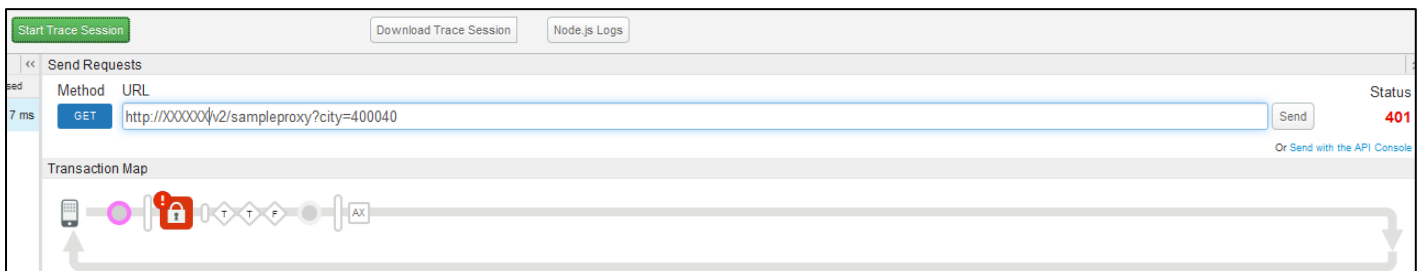 Start Trace Session
Download Trace Session
Node.js Logs
<<
Send Requests
sed
Method URL
Status
7 ms
GET
http://XXXXXX/v2/sampleproxy?city=400040
Send
401
Or Send with the API Console
Transaction Map
!
T
T
F
AX